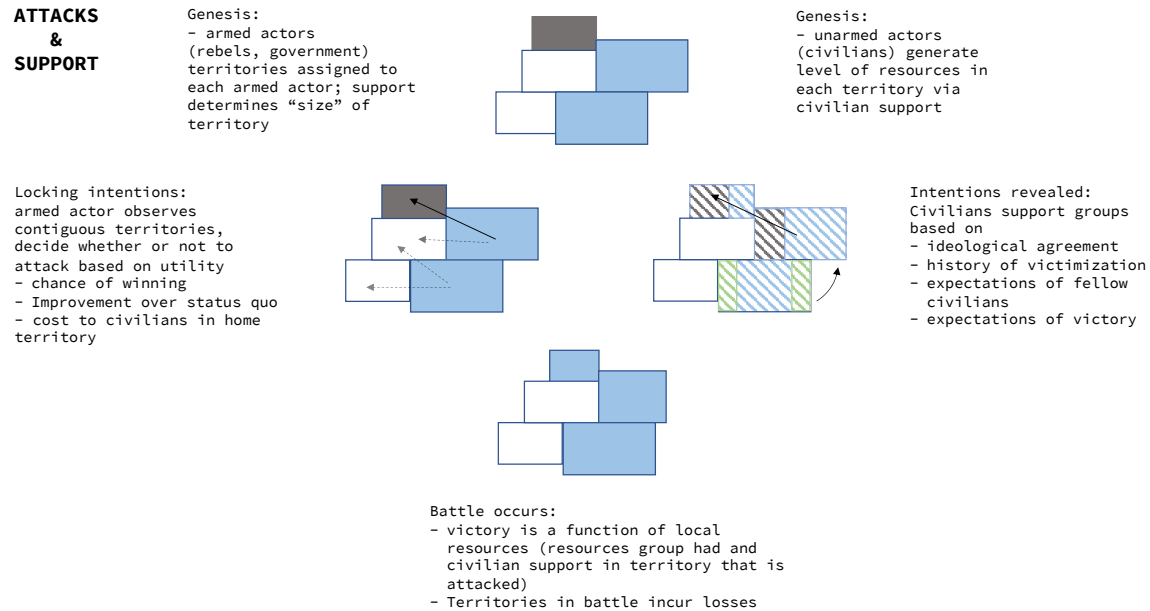 ATTACKS
&
SUPPORT
Genesis:
- armed actors
(rebels, government)
territories assigned to
each armed actor; support
determines “size” of
territory
Genesis:
- unarmed actors
(civilians) generate
level of resources in
each territory via
civilian support
Locking intentions:
armed actor observes
contiguous territories,
decide whether or not to
attack based on utility
- chance of winning
- Improvement over status quo
- cost to civilians in home
territory
Intentions revealed:
Civilians support groups
based on
- ideological agreement
- history of victimization
- expectations of fellow
civilians
- expectations of victory
Battle occurs:
- victory is a function of local
resources (resources group had and
civilian support in territory that is
attacked)
- Territories in battle incur losses